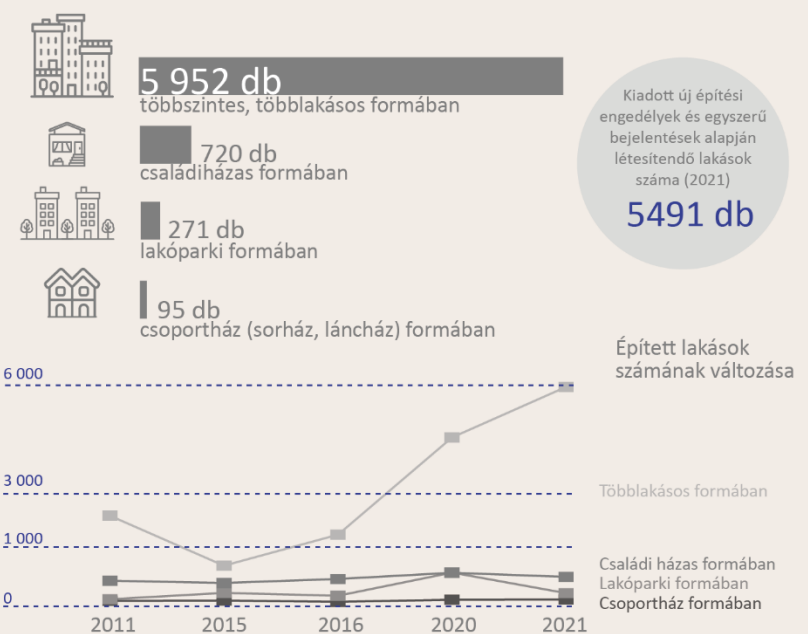 5 952 db
többszintes, többlakásos formában
720 db
családiházas formában
271 db
lakóparki formában
95 db
csoportház (sorház, láncház) formában
Kiadott új építési
engedélyek és egyszerű
bejelentések alapján
létesítendő lakások
száma (2021)
5491 db
Épített lakások
számának változása
6 000
3 000
1 000
0
Többlakásos formában
Családi házas formában
Lakóparki formában
Csoportház formában
2011 2015 2016 2020 2021